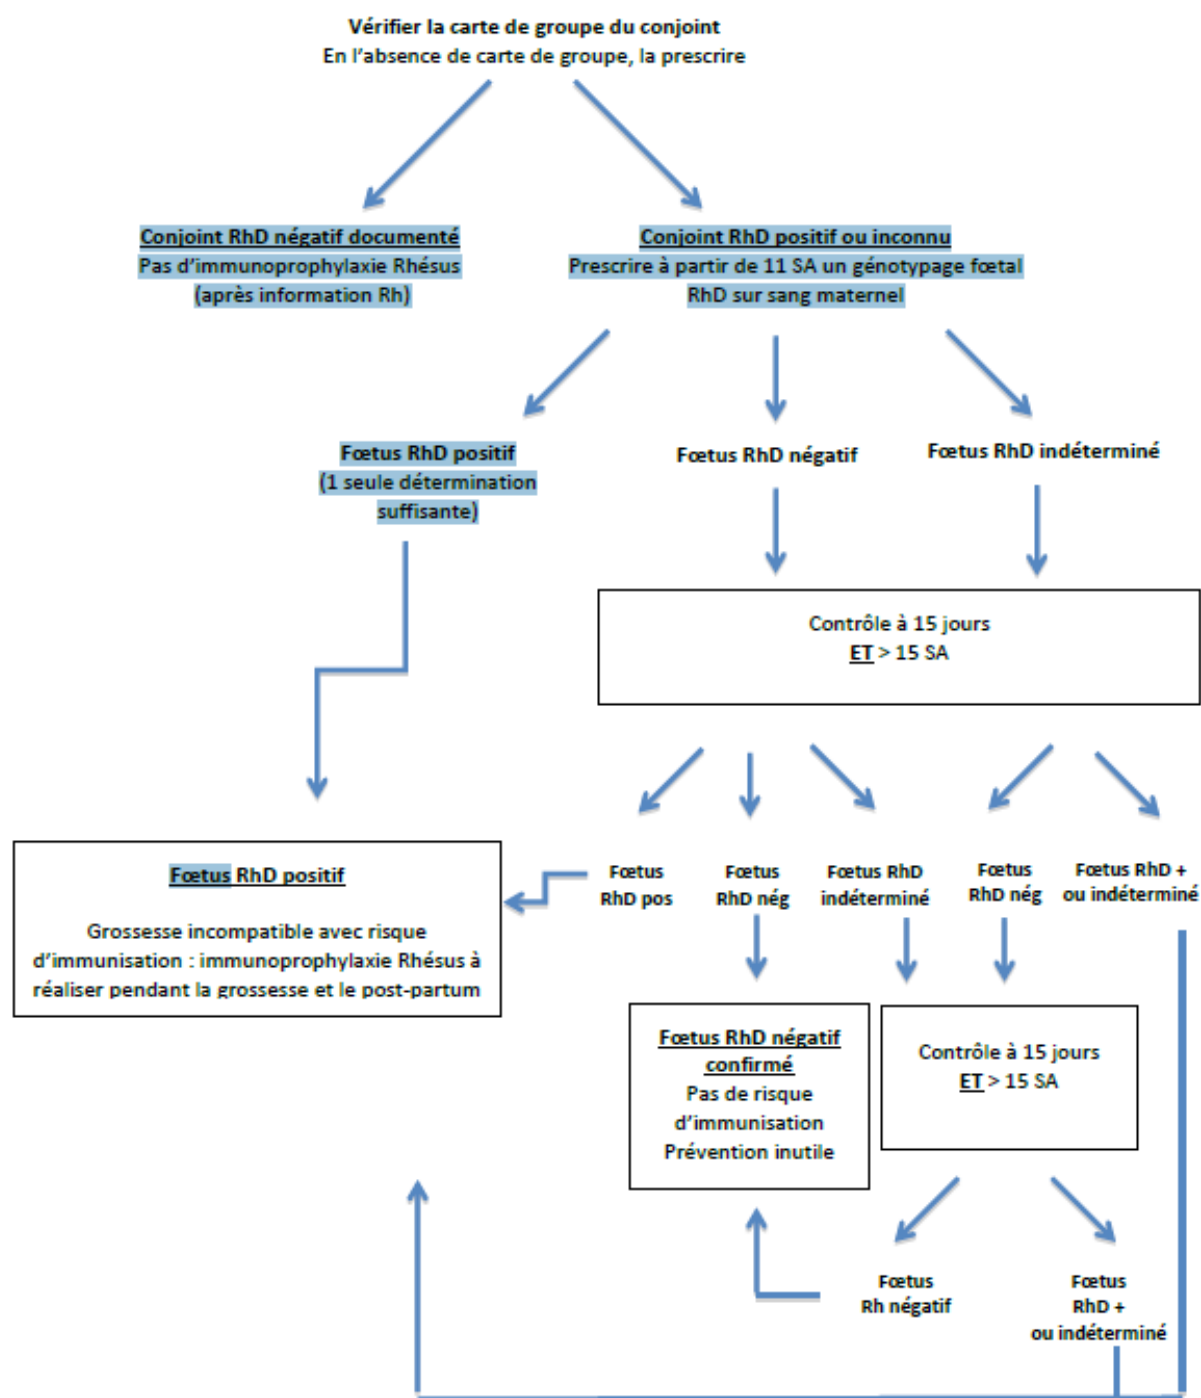 Vérifier la carte de groupe du conjoint
En l'absence de carte de groupe, la prescrire
Conjoint RhD négatif documenté
Pas d'immunoprophylaxie Rhésus
(après information Rh)
Conjoint RhD positif ou inconnu
Prescrire à partir de 11 SA un génotypage fœtal
RhD sur sang maternel
Fœtus RhD positif
(1 seule détermination
suffisante)
Fœtus RhD négatif
Fœtus RhD indéterminé
Contrôle à 15 jours
ET > 15 SA
Fœtus RhD positif
Grossesse incompatible avec risque
d'immunisation : immunoprophylaxie Rhésus à
réaliser pendant la grossesse et le post-partum
Fœtus
RhD pos
Fœtus
RhD nég
Fœtus RhD
indéterminé
Fœtus
RhD nég
Fœtus RhD +
ou indéterminé
Fœtus RhD négatif
confirmé
Pas de risque
d'immunisation
Prévention inutile
Contrôle à 15 jours
ET > 15 SA
Fœtus
Rh négatif
Fœtus
RhD +
ou indéterminé